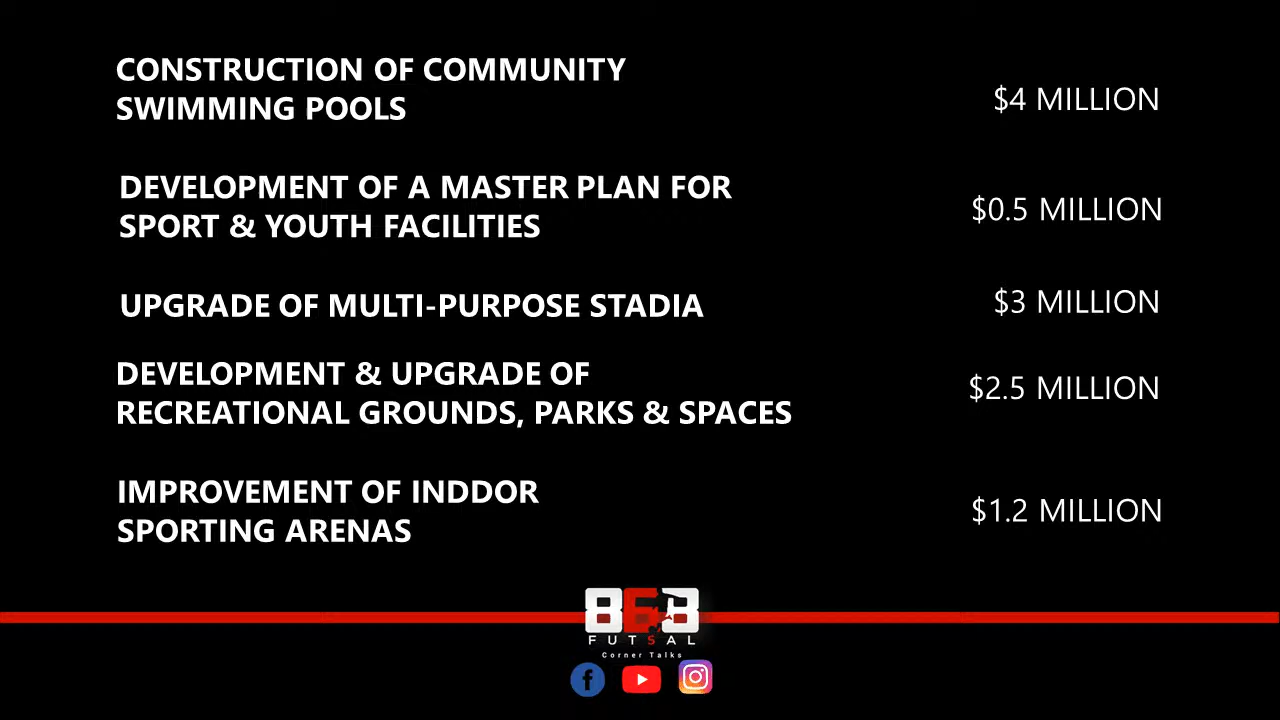 CONSTRUCTION OF COMMUNITY
SWIMMING POOLS
$4 MILLION
DEVELOPMENT OF A MASTER PLAN FOR
SPORT & YOUTH FACILITIES
$0.5 MILLION
UPGRADE OF MULTI-PURPOSE STADIA
$3 MILLION
DEVELOPMENT & UPGRADE OF
RECREATIONAL GROUNDS, PARKS & SPACES
$2.5 MILLION
IMPROVEMENT OF INDDOR
SPORTING ARENAS
$1.2 MILLION
FUT5AL
Corner Talks